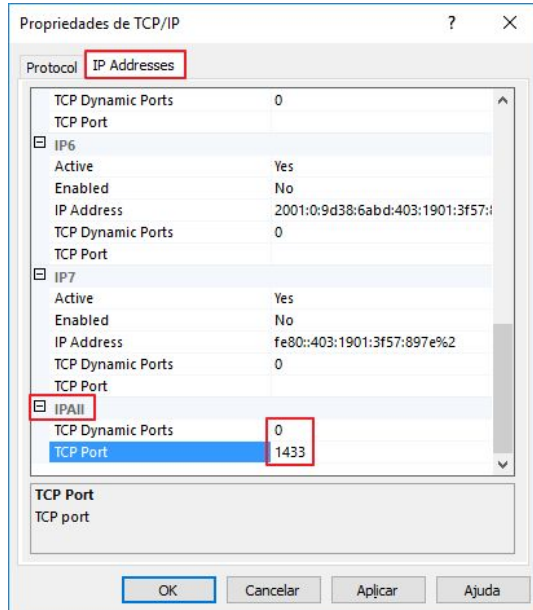 Propriedades de TCP/IP ?
Protocol IP Addresses
TCP Dynamic Ports 0
TCP Port
IP6
Active Yes
Enabled No
IP Address 2001:0:9d38:6abd:403:1901:3f57:
TCP Dynamic Ports 0
TCP Port
IP7
Active Yes
Enabled No
IP Address fe80::403:1901:3f57:897e%2
TCP Dynamic Ports 0
TCP Port
IPAll
TCP Dynamic Ports 0
TCP Port 1433
TCP Port
TCP port
OK Cancelar Aplicar Ajuda